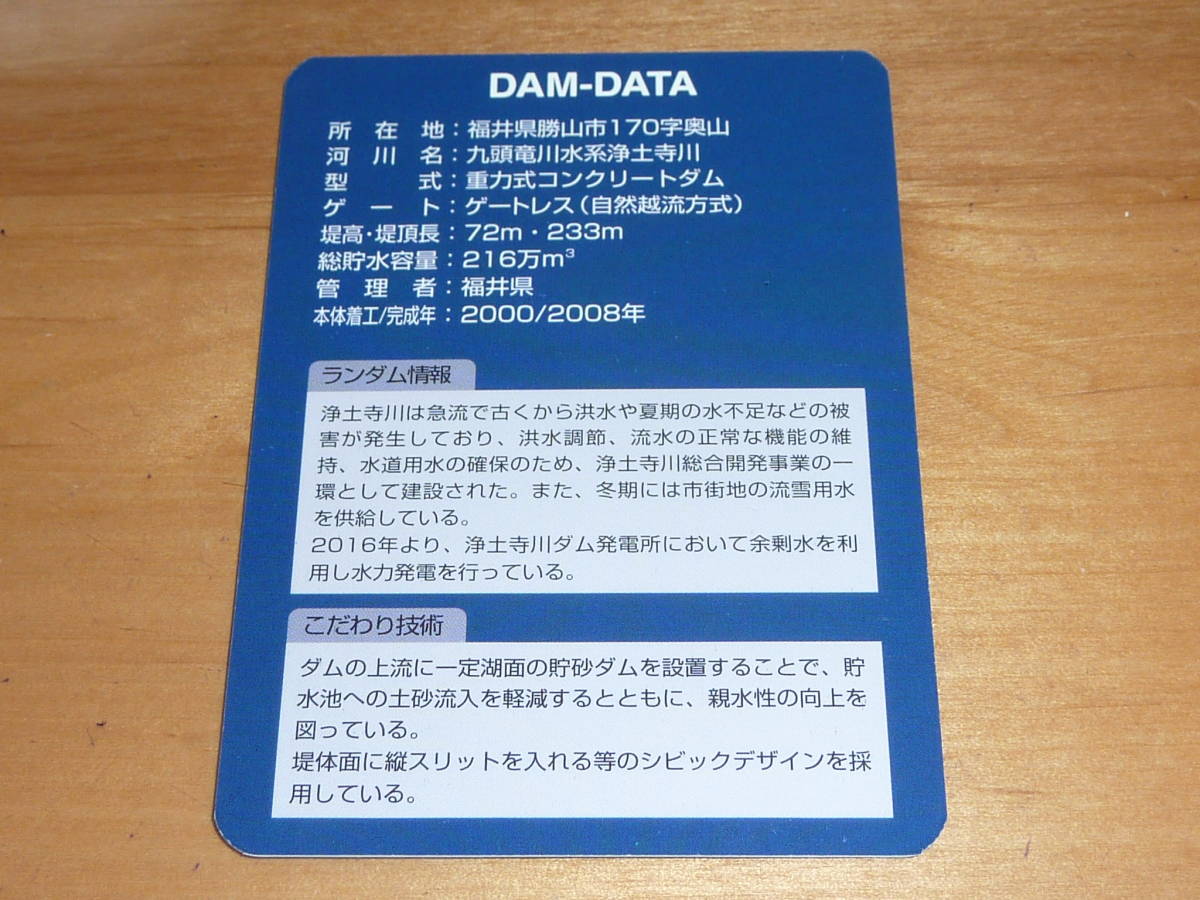 DAM-DATA
所在地：福井県勝山市170字奥山
河川名：九頭竜川水系浄土寺川
型式：重力式コンクリートダム
ゲート：ゲートレス（自然越流方式）
堤高・堤頂長：72m・233m
総貯水容量：216万m³
管理者：福井県
本体着工/完成年：2000/2008年
ランダム情報
浄土寺川は急流で古くから洪水や夏期の水不足などの被
害が発生しており、洪水調節、流水の正常な機能の維
持、水道用水の確保のため、浄土寺川総合開発事業の一
環として建設された。また、冬期には市街地の流雪用水
を供給している。
2016年より、浄土寺川ダム発電所において余剰水を利
用し水力発電を行っている。
こだわり技術
ダムの上流に一定湖面の貯砂ダムを設置することで、貯
水池への土砂流入を軽減するとともに、親水性の向上を
図っている。
堤体面に縦スリットを入れる等のシビックデザインを採
用している。